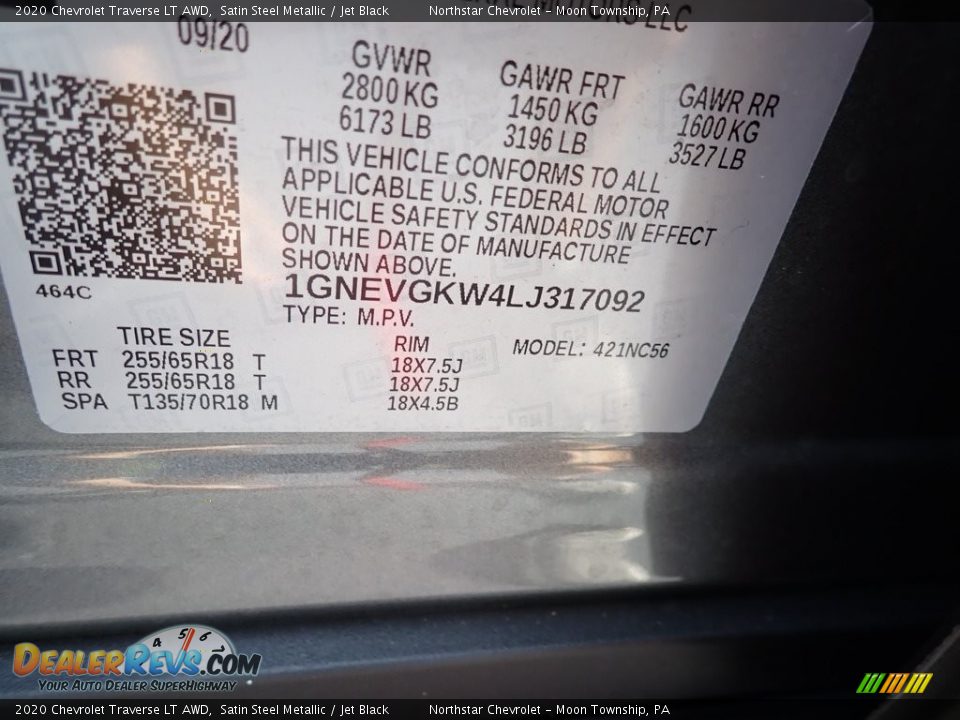 2020 Chevrolet Traverse LT AWD, Satin Steel Metallic / Jet Black Northstar Chevrolet - Moon Township, PA
LLC
09/20
GVWR GAWR FRT GAWR RR
2800 KG 1450 KG 1600 KG
6173 LB 3196 LB 3527 LB
THIS VEHICLE CONFORMS TO ALL
APPLICABLE U.S. FEDERAL MOTOR
VEHICLE SAFETY STANDARDS IN EFFECT
ON THE DATE OF MANUFACTURE
SHOWN ABOVE.
464C
1GNEVGKW4LJ317092
TYPE: M.P.V.
TIRE SIZE RIM MODEL: 421NC56
FRT 255/65R18 T 18X7.5J
RR 255/65R18 T 18X7.5J
SPA T135/70R18 M 18X4.5B
4 5 6
DealerRevs.com
Your Auto Dealer SuperHighway
2020 Chevrolet Traverse LT AWD, Satin Steel Metallic / Jet Black Northstar Chevrolet - Moon Township, PA